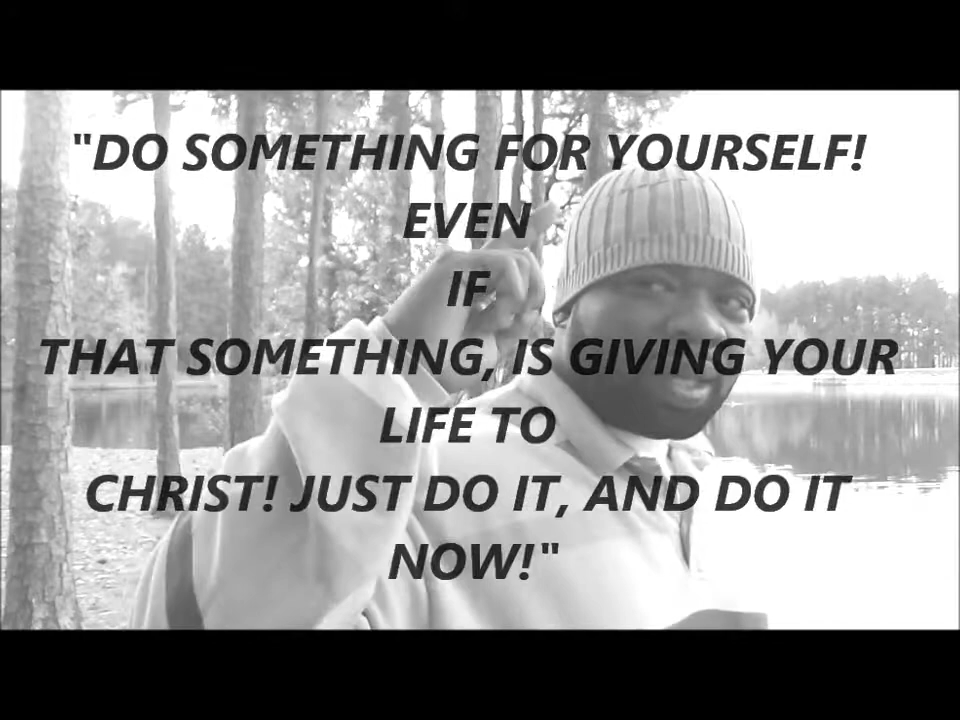 "DO SOMETHING FOR YOURSELF!
EVEN
IF
THAT SOMETHING, IS GIVING YOUR
LIFE TO
CHRIST! JUST DO IT, AND DO IT
NOW!"